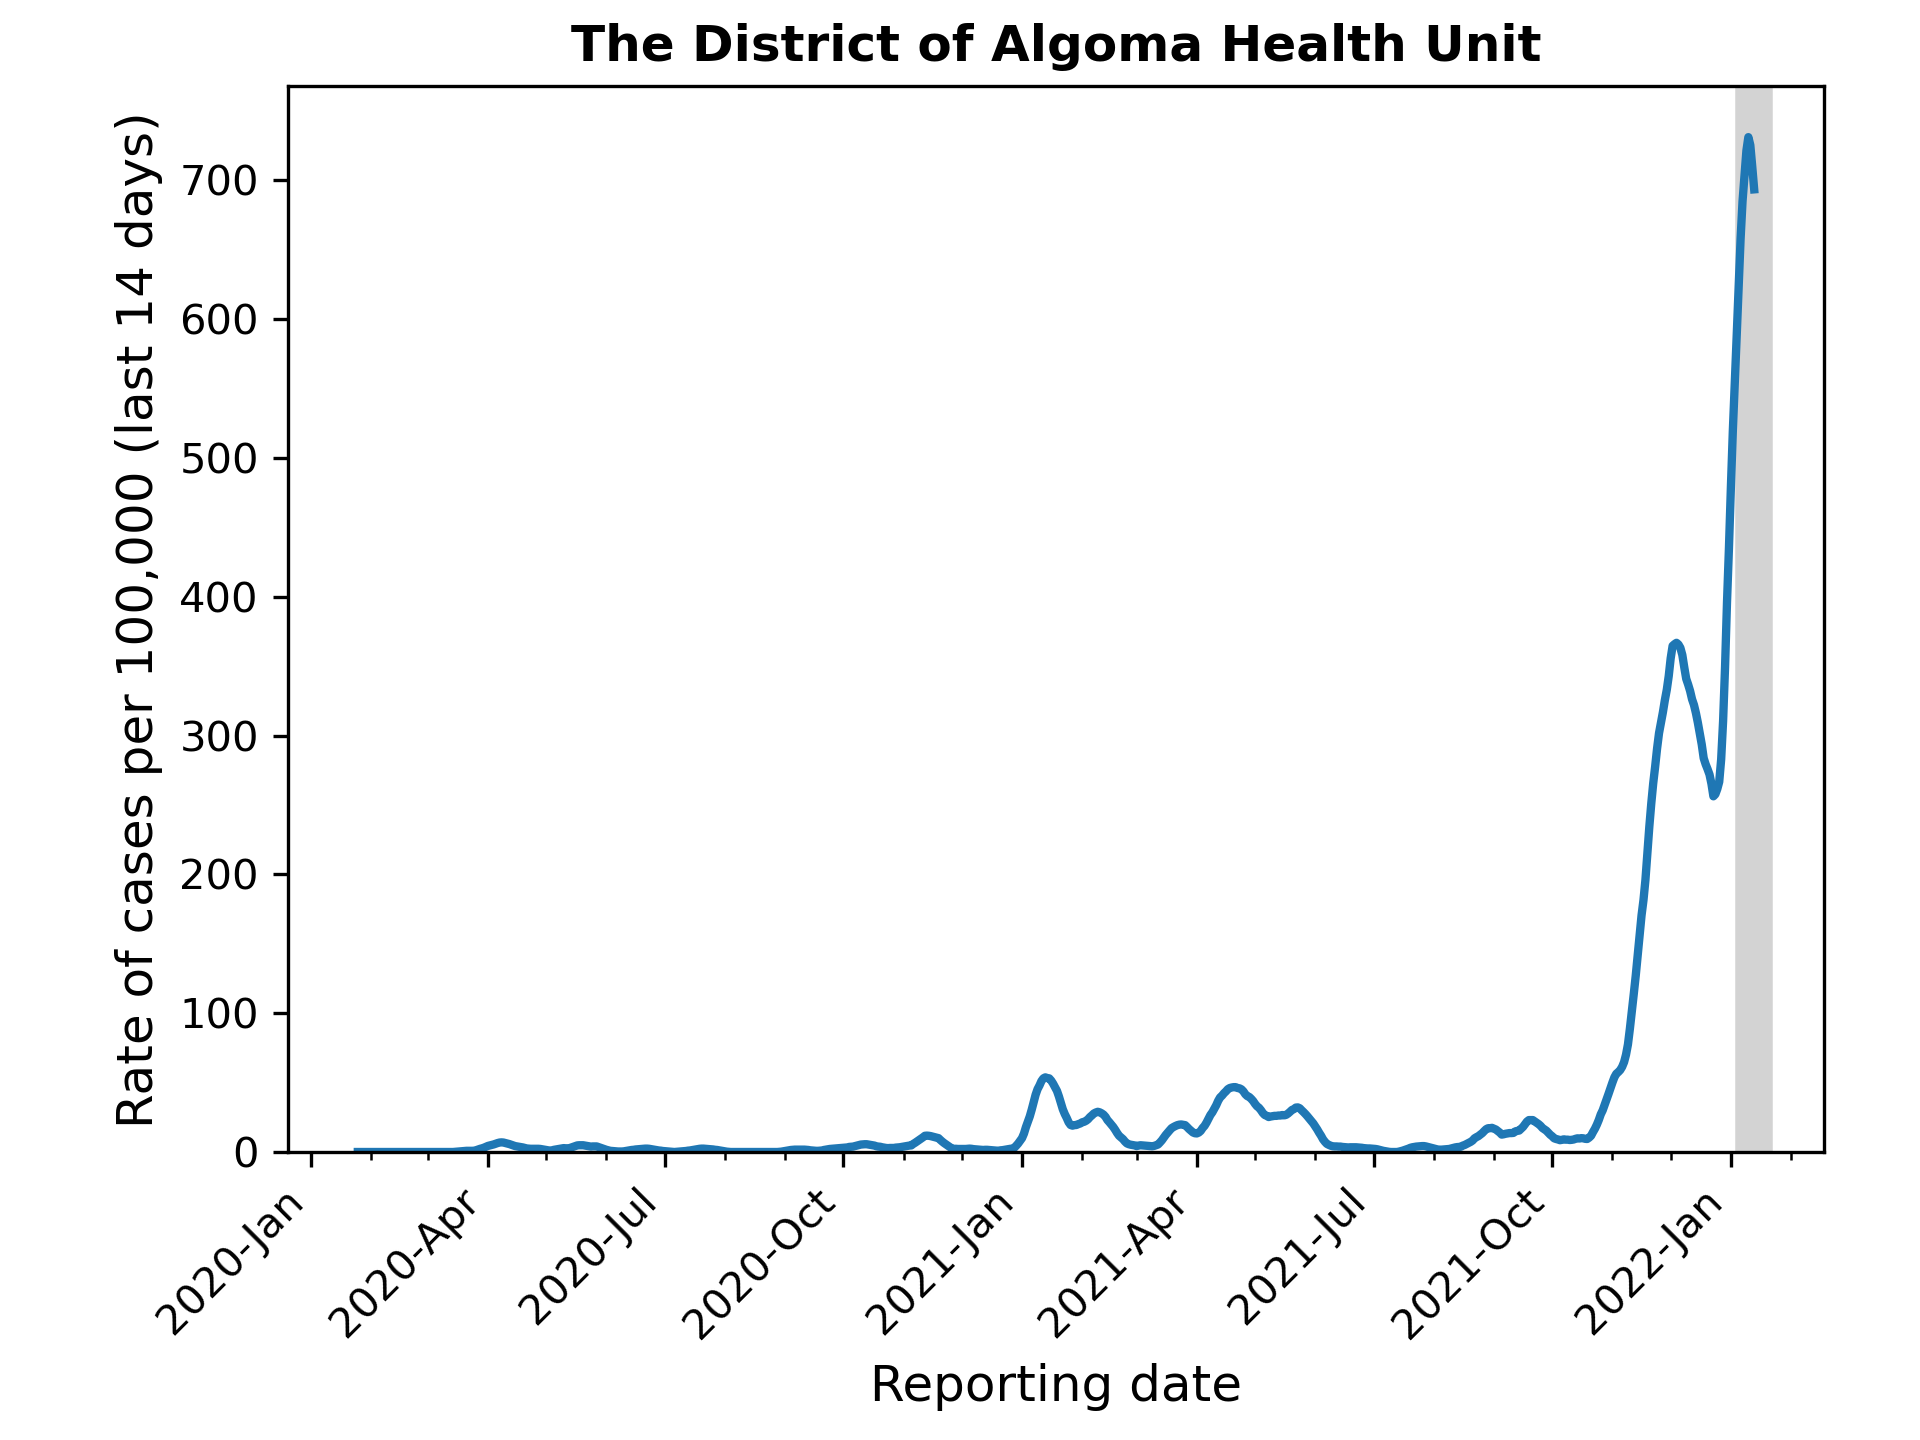 The District of Algoma Health Unit
Rate of cases per 100,000 (last 14 days)
700
600
500
400
300
200
100
0
2020-Jan
2020-Apr
2020-Jul
2020-Oct
2021-Jan
2021-Apr
2021-Jul
2021-Oct
2022-Jan
Reporting date